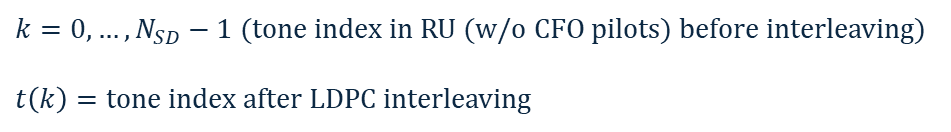 k = 0, … , N_SD − 1 (tone index in RU (w/o CFO pilots) before interleaving)
t(k) = tone index after LDPC interleaving